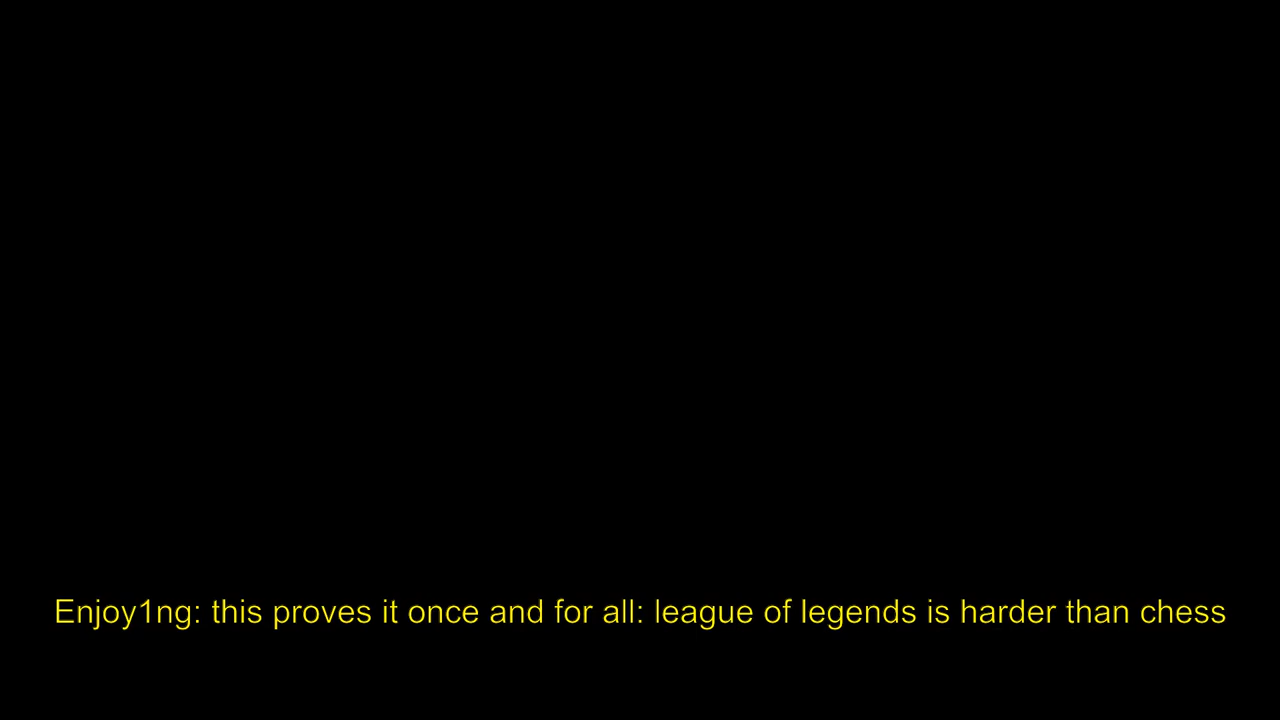 Enjoy1ng: this proves it once and for all: league of legends is harder than chess